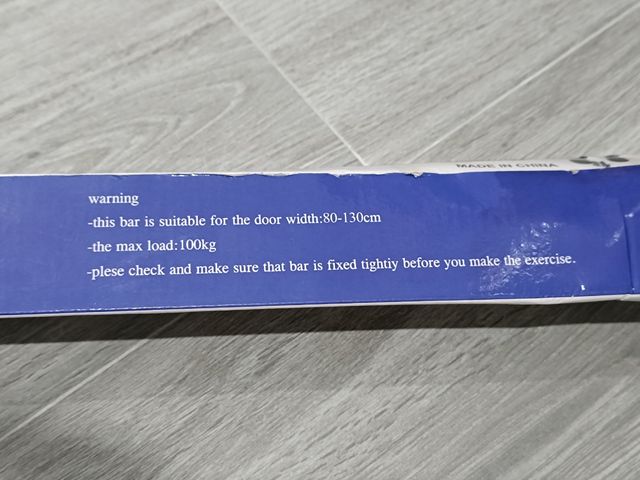 MADE IN CHINA
warning
-this bar is suitable for the door width:80-130cm
-the max load:100kg
-plese check and make sure that bar is fixed tightiy before you make the exercise.